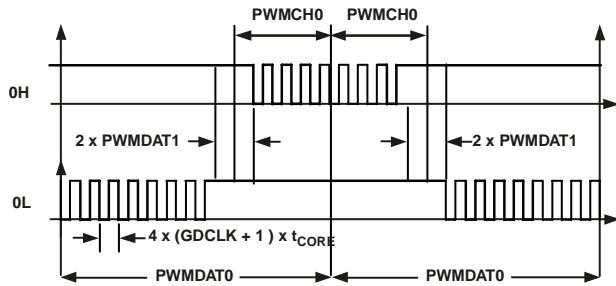 PWMCH0 PWMCH0
0H
2 x PWMDAT1 2 x PWMDAT1
0L
4 x (GDCLK + 1 ) x tCORE
PWMDAT0 PWMDAT0